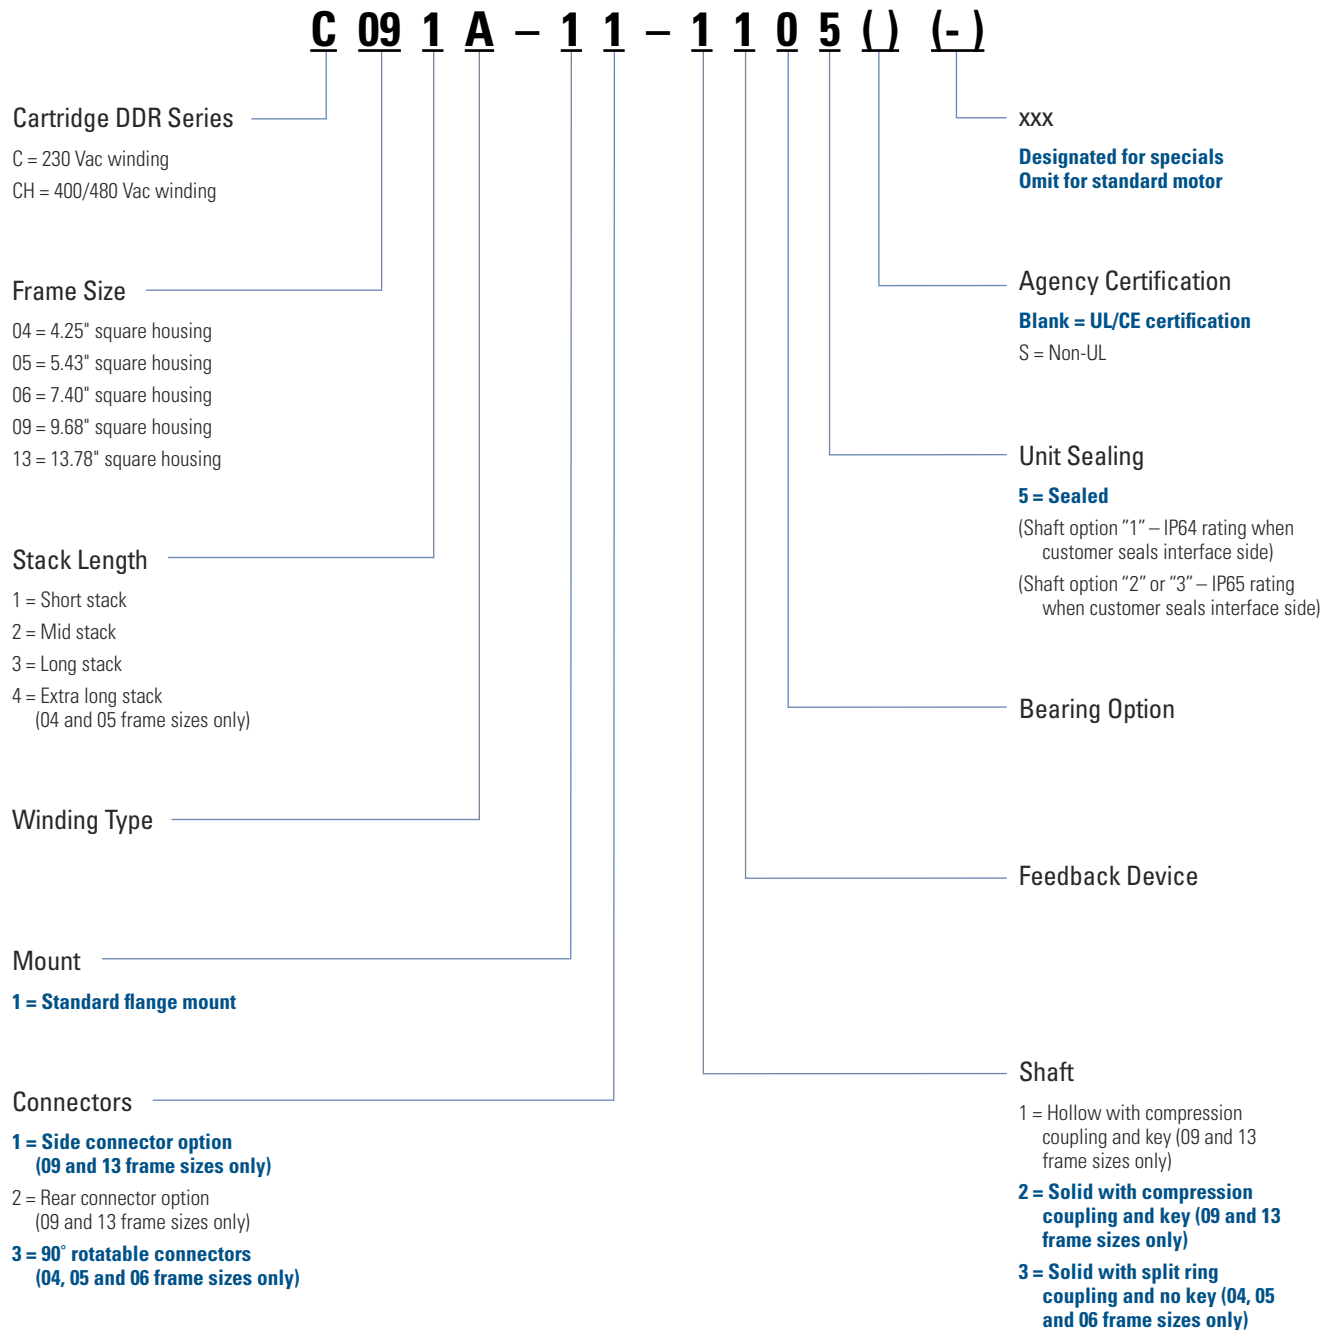 C 09 1 A – 1 1 – 1 1 0 5 ( ) (- )
Cartridge DDR Series
C = 230 Vac winding
CH = 400/480 Vac winding
Frame Size
04 = 4.25" square housing
05 = 5.43" square housing
06 = 7.40" square housing
09 = 9.68" square housing
13 = 13.78" square housing
Stack Length
1 = Short stack
2 = Mid stack
3 = Long stack
4 = Extra long stack
(04 and 05 frame sizes only)
Winding Type
Mount
1 = Standard flange mount
Connectors
1 = Side connector option
(09 and 13 frame sizes only)
2 = Rear connector option
(09 and 13 frame sizes only)
3 = 90˚ rotatable connectors
(04, 05 and 06 frame sizes only)
xxx
Designated for specials
Omit for standard motor
Agency Certification
Blank = UL/CE certification
S = Non-UL
Unit Sealing
5 = Sealed
(Shaft option “1” – IP64 rating when
customer seals interface side)
(Shaft option “2” or “3” – IP65 rating
when customer seals interface side)
Bearing Option
Feedback Device
Shaft
1 = Hollow with compression
coupling and key (09 and 13
frame sizes only)
2 = Solid with compression
coupling and key (09 and 13
frame sizes only)
3 = Solid with split ring
coupling and no key (04, 05
and 06 frame sizes only)